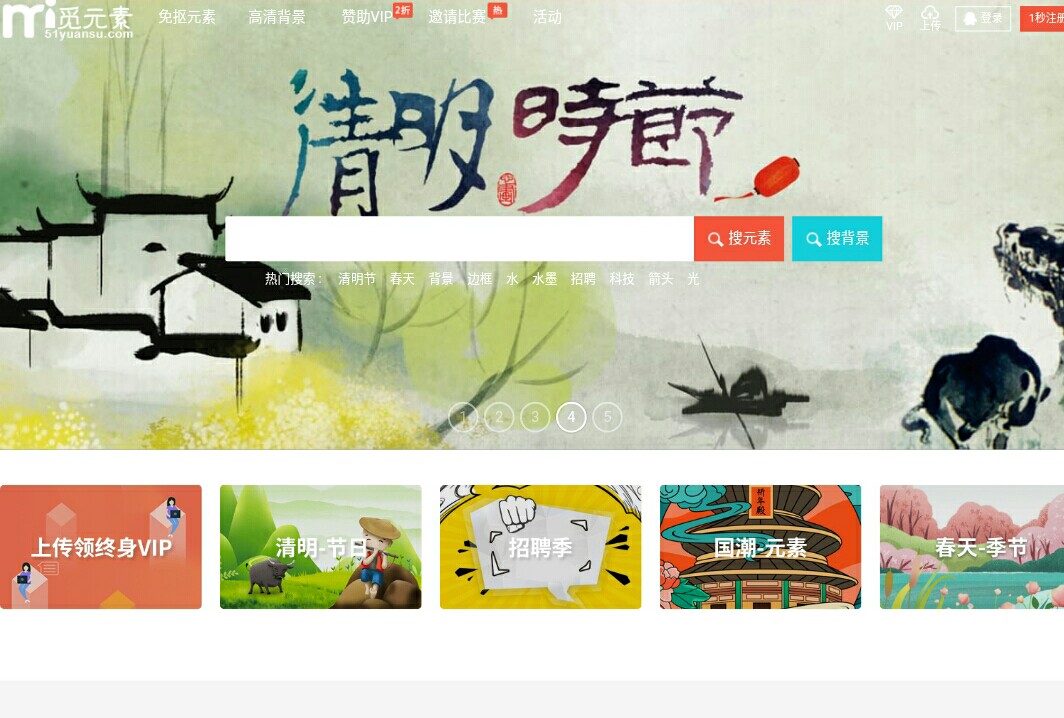 mi觅元素
51yuansu.com
免抠元素 高清背景 赞助VIP 2折 邀请比赛 热 活动
VIP 上传 登录 1秒注册
清明時節
搜元素 搜背景
热门搜索： 清明节 春天 背景 边框 水 水墨 招聘 科技 箭头 光
1 2 3 4 5
上传领终身VIP
清明-节日
招聘季
祈年殿
国潮-元素
春天-季节